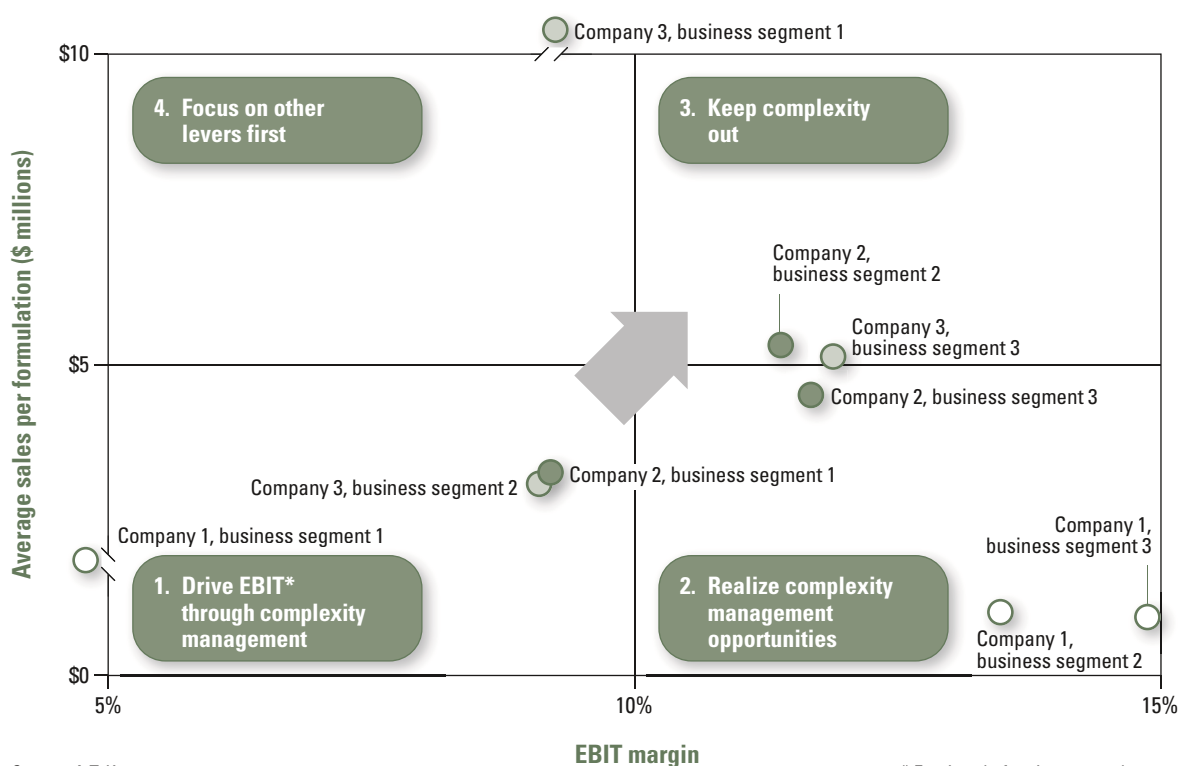 Company 3, business segment 1
$10
4. Focus on other
levers first
3. Keep complexity
out
Average sales per formulation ($ millions)
Company 2,
business segment 2
Company 3,
business segment 3
$5
Company 2, business segment 3
Company 3, business segment 2
Company 2, business segment 1
Company 1, business segment 1
Company 1,
business segment 3
1. Drive EBIT*
through complexity
management
2. Realize complexity
management
opportunities
Company 1,
business segment 2
$0
5%
10%
15%
EBIT margin